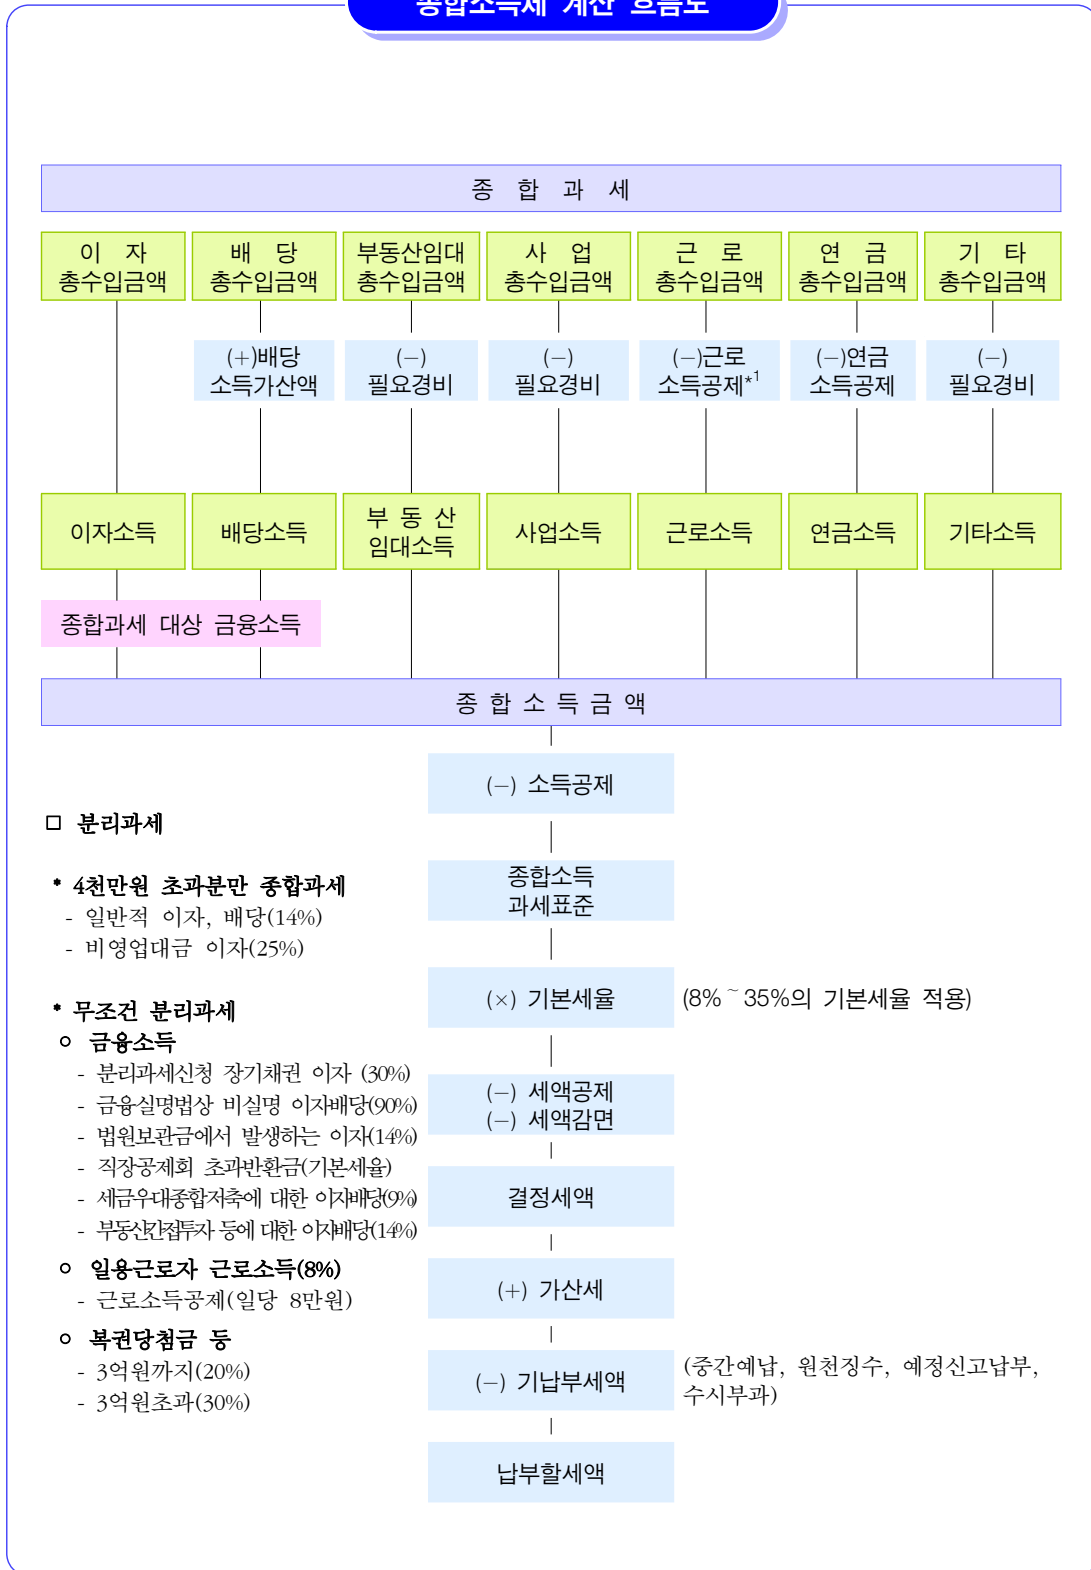 종합소득세 계산 흐름도
종 합 과 세
이 자
총수입금액
배 당
총수입금액
부동산임대
총수입금액
사 업
총수입금액
근 로
총수입금액
연 금
총수입금액
기 타
총수입금액
(+)배당
소득가산액
(−)
필요경비
(−)
필요경비
(−)근로
소득공제*1
(−)연금
소득공제
(−)
필요경비
이자소득
배당소득
부 동 산
임대소득
사업소득
근로소득
연금소득
기타소득
종합과세 대상 금융소득
종 합 소 득 금 액
(−) 소득공제
종합소득
과세표준
(×) 기본세율
(8%~35%의 기본세율 적용)
(−) 세액공제
(−) 세액감면
결정세액
(+) 가산세
(−) 기납부세액
(중간예납, 원천징수, 예정신고납부,
수시부과)
납부할세액
□ 분리과세
* 4천만원 초과분만 종합과세
- 일반적 이자, 배당(14%)
- 비영업대금 이자(25%)
* 무조건 분리과세
ㅇ 금융소득
- 분리과세신청 장기채권 이자 (30%)
- 금융실명법상 비실명 이자배당(90%)
- 법원보관금에서 발생하는 이자(14%)
- 직장공제회 초과반환금(기본세율)
- 세금우대종합저축에 대한 이자배당(9%)
- 부동산간접투자 등에 대한 이자배당(14%)
ㅇ 일용근로자 근로소득(8%)
- 근로소득공제(일당 8만원)
ㅇ 복권당첨금 등
- 3억원까지(20%)
- 3억원초과(30%)